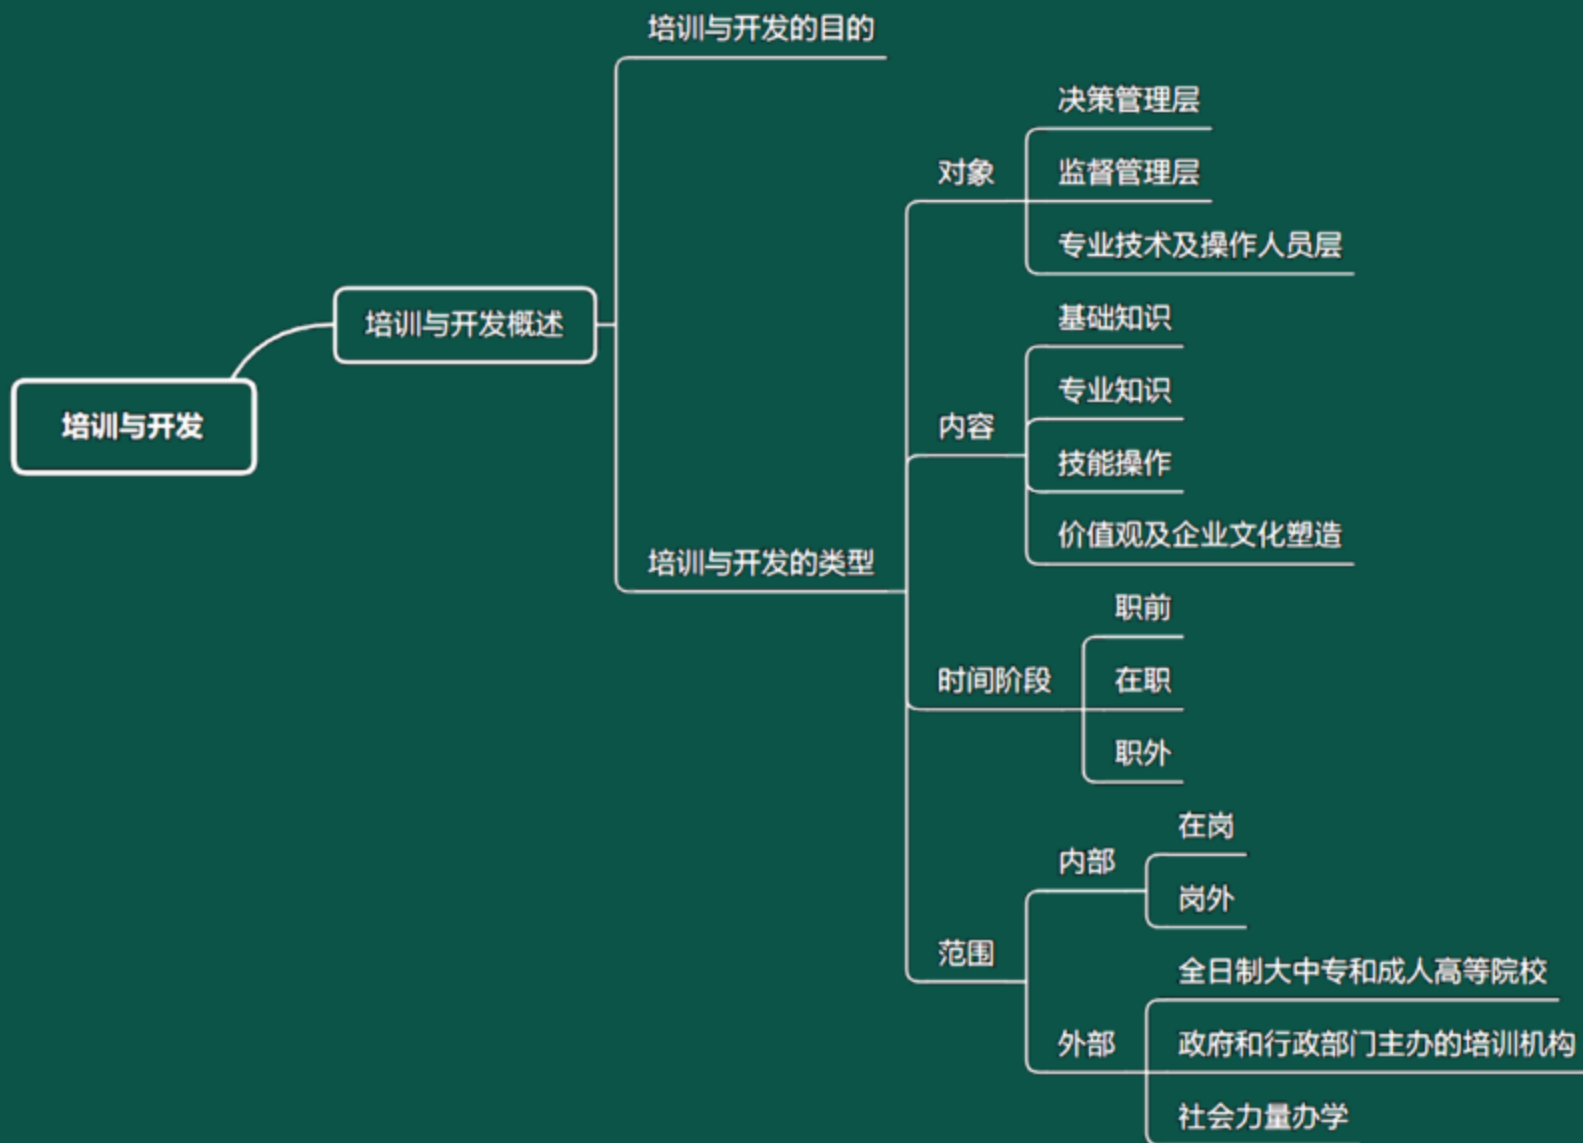 培训与开发
培训与开发概述
培训与开发的目的
培训与开发的类型
对象
决策管理层
监督管理层
专业技术及操作人员层
内容
基础知识
专业知识
技能操作
价值观及企业文化塑造
时间阶段
职前
在职
职外
范围
内部
在岗
岗外
外部
全日制大中专和成人高等院校
政府和行政部门主办的培训机构
社会力量办学